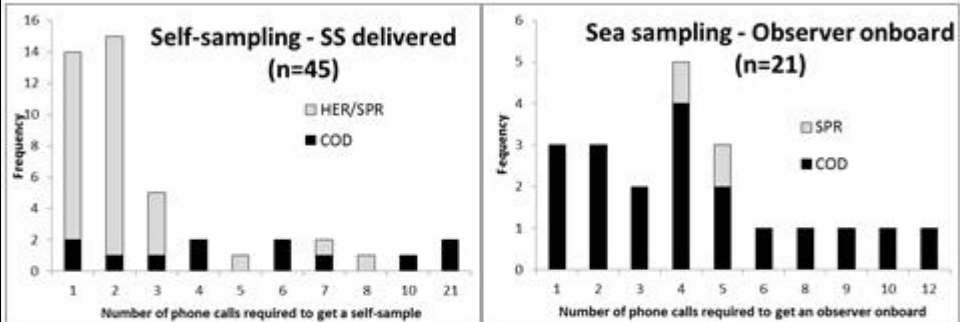 Self-sampling - SS delivered
(n=45)
HER/SPR
COD
Frequency
16
14
12
10
8
6
4
2
0
1 2 3 4 5 6 7 8 10 21
Number of phone calls required to get a self-sample
Sea sampling - Observer onboard
(n=21)
SPR
COD
Fequency
6
5
4
3
2
1
0
1 2 3 4 5 6 8 9 10 12
Number of phone calls required to get an observer onboard